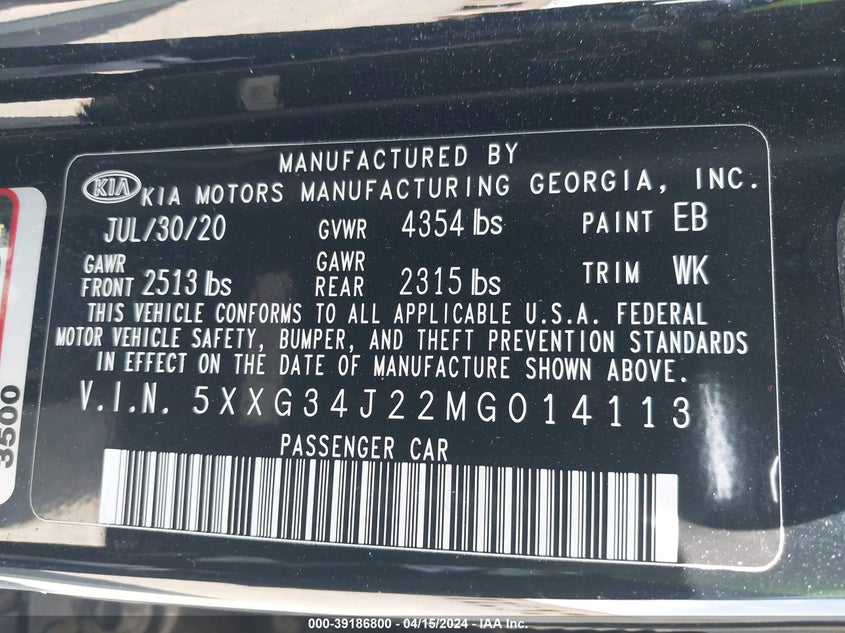 MANUFACTURED BY
KIA KIA MOTORS MANUFACTURING GEORGIA, INC.
JUL/30/20 GVWR 4354 lbs PAINT EB
GAWR FRONT 2513 lbs GAWR REAR 2315 lbs TRIM WK
THIS VEHICLE CONFORMS TO ALL APPLICABLE U.S.A. FEDERAL
MOTOR VEHICLE SAFETY, BUMPER, AND THEFT PREVENTION STANDARDS
IN EFFECT ON THE DATE OF MANUFACTURE SHOWN ABOVE.
V.I.N. 5XXG34J22MG014113
PASSENGER CAR
3500
000-39186800 - 04/15/2024 - IAA Inc.